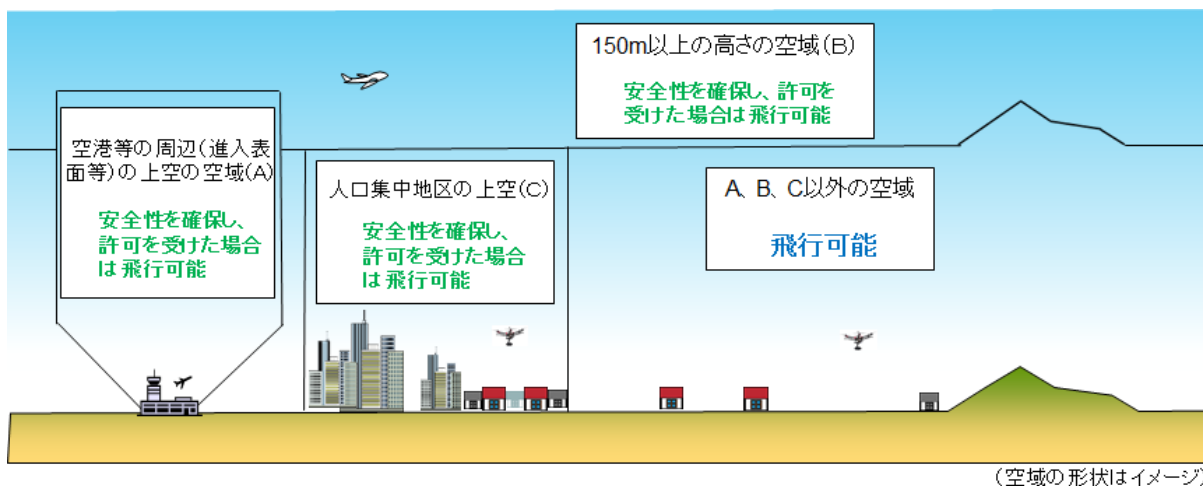 150m以上の高さの空域(B)
安全性を確保し、許可を
受けた場合は飛行可能
空港等の周辺(進入表
面等)の上空の空域(A)
安全性を確保し、
許可を受けた場合
は飛行可能
人口集中地区の上空(C)
安全性を確保し、
許可を受けた場合
は飛行可能
A、B、C以外の空域
飛行可能
(空域の形状はイメージ)